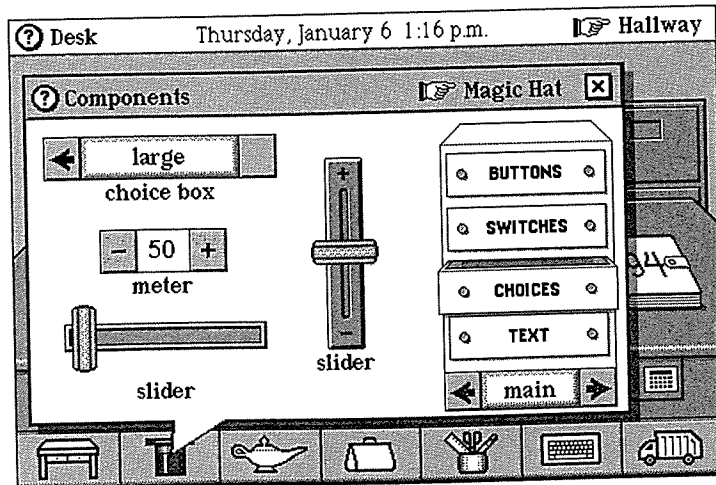 ? Desk Thursday, January 6 1:16 p.m. Hallway
? Components Magic Hat X
large
choice box
- 50 +
meter
slider
+
-
slider
BUTTONS
SWITCHES
CHOICES
TEXT
main
94